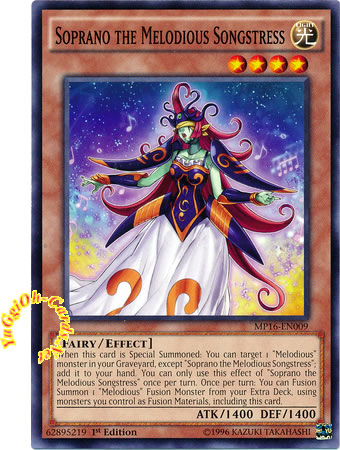 SOPRANO THE MELODIOUS SONGSTRESS
LIGHT
光
MP16-EN009
[FAIRY/EFFECT]
When this card is Special Summoned: You can target 1 "Melodious"
monster in your Graveyard, except "Soprano the Melodious Songstress";
add it to your hand. You can only use this effect of "Soprano the
Melodious Songstress" once per turn. Once per turn: You can Fusion
Summon 1 "Melodious" Fusion Monster from your Extra Deck, using
monsters you control as Fusion Materials, including this card.
ATK/1400 DEF/1400
62895219 1st Edition ©1996 KAZUKI TAKAHASHI